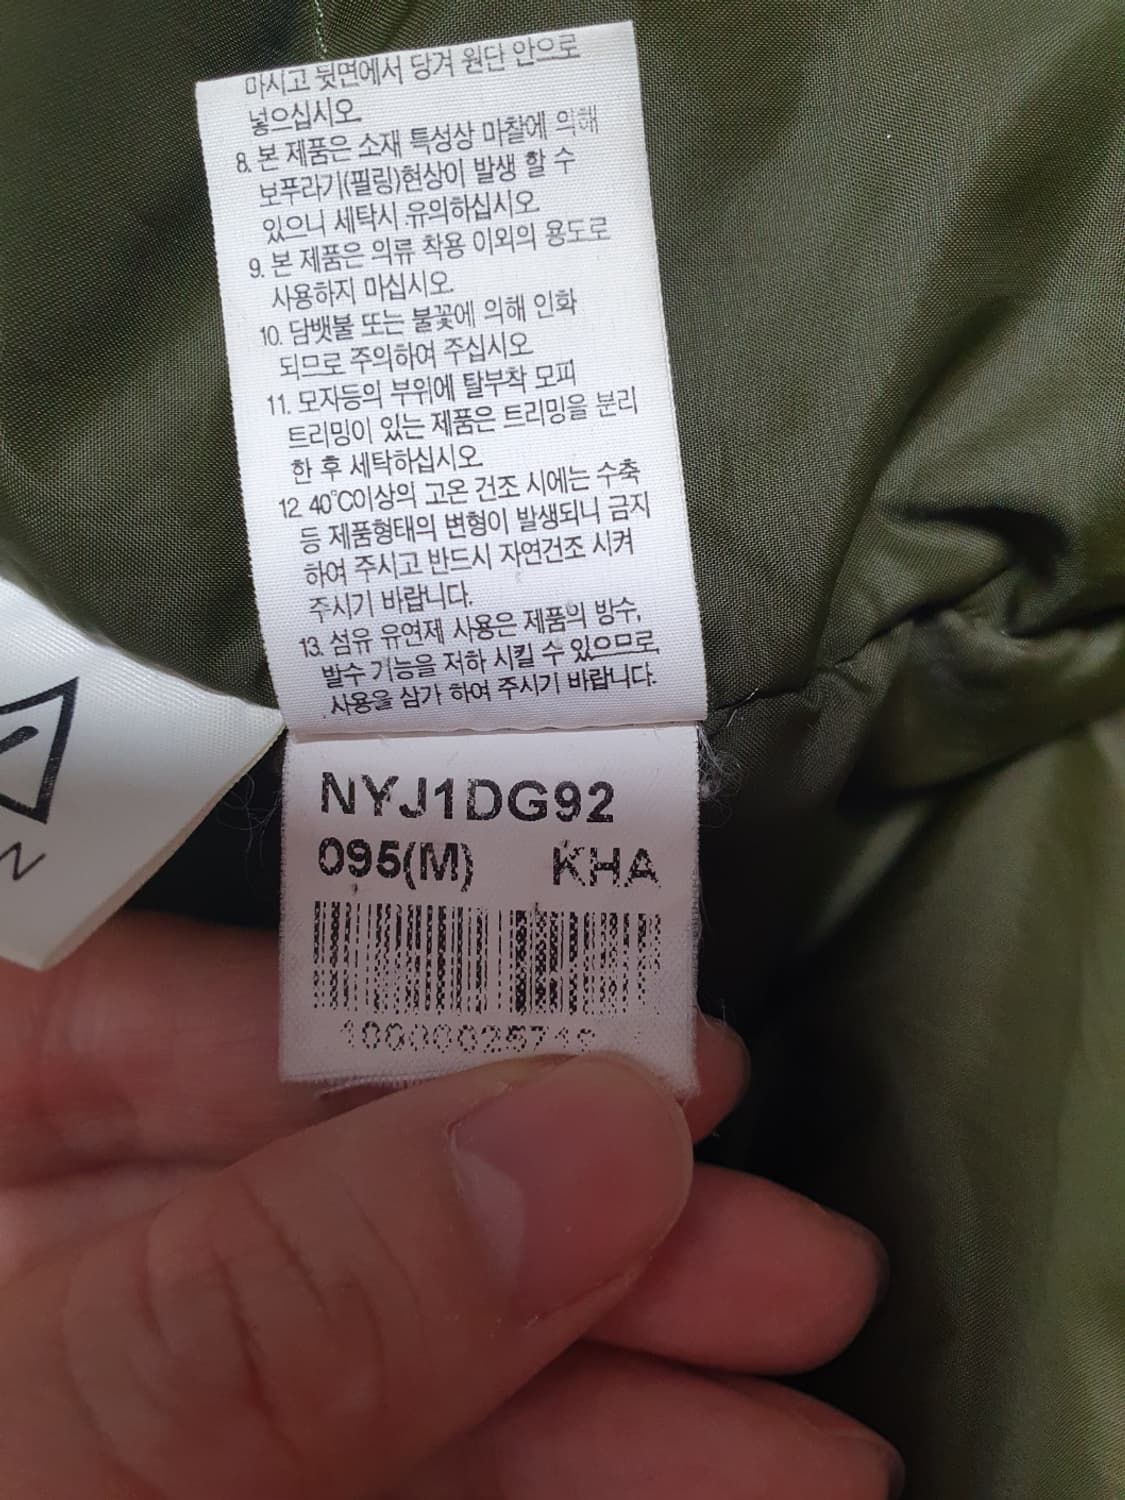 마시고 뒷면에서 당겨 원단 안으로
넣으십시오.
8. 본 제품은 소재 특성상 마찰에 의해
보푸라기(필링)현상이 발생 할 수
있으니 세탁시 유의하십시오.
9. 본 제품은 의류 착용 이외의 용도로
사용하지 마십시오.
10. 담뱃불 또는 불꽃에 의해 인화
되므로 주의하여 주십시오
11. 모자등의 부위에 탈부착 모피
트리밍이 있는 제품은 트리밍을 분리
한 후 세탁하십시오
12 40℃이상의 고온 건조 시에는 수축
등 제품형태의 변형이 발생되니 금지
하여 주시고 반드시 자연건조 시켜
주시기 바랍니다.
13. 섬유 유연제 사용은 제품의 방수,
발수 기능을 저하 시킬 수 있으므로
사용을 삼가 하여 주시기 바랍니다.
NYJ1DG92
095(M) KHA